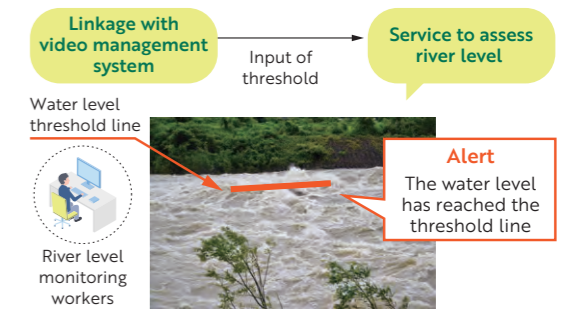 Linkage with
video management
system
Input of
threshold
Service to assess
river level
Water level
threshold line
Alert
The water level
has reached the
threshold line
River level
monitoring
workers